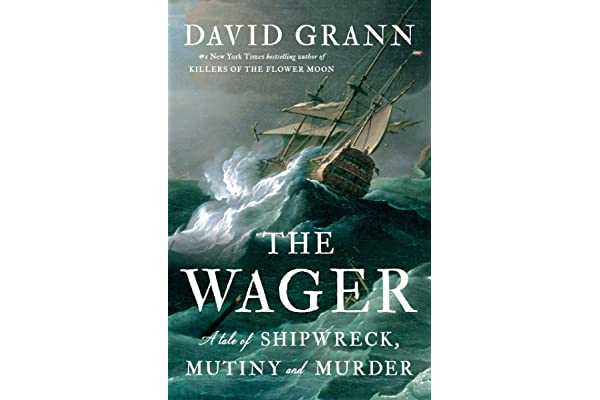 DAVID GRANN
#1 New York Times bestselling author of
KILLERS OF THE FLOWER MOON
THE
WAGER
A tale of SHIPWRECK,
MUTINY and MURDER